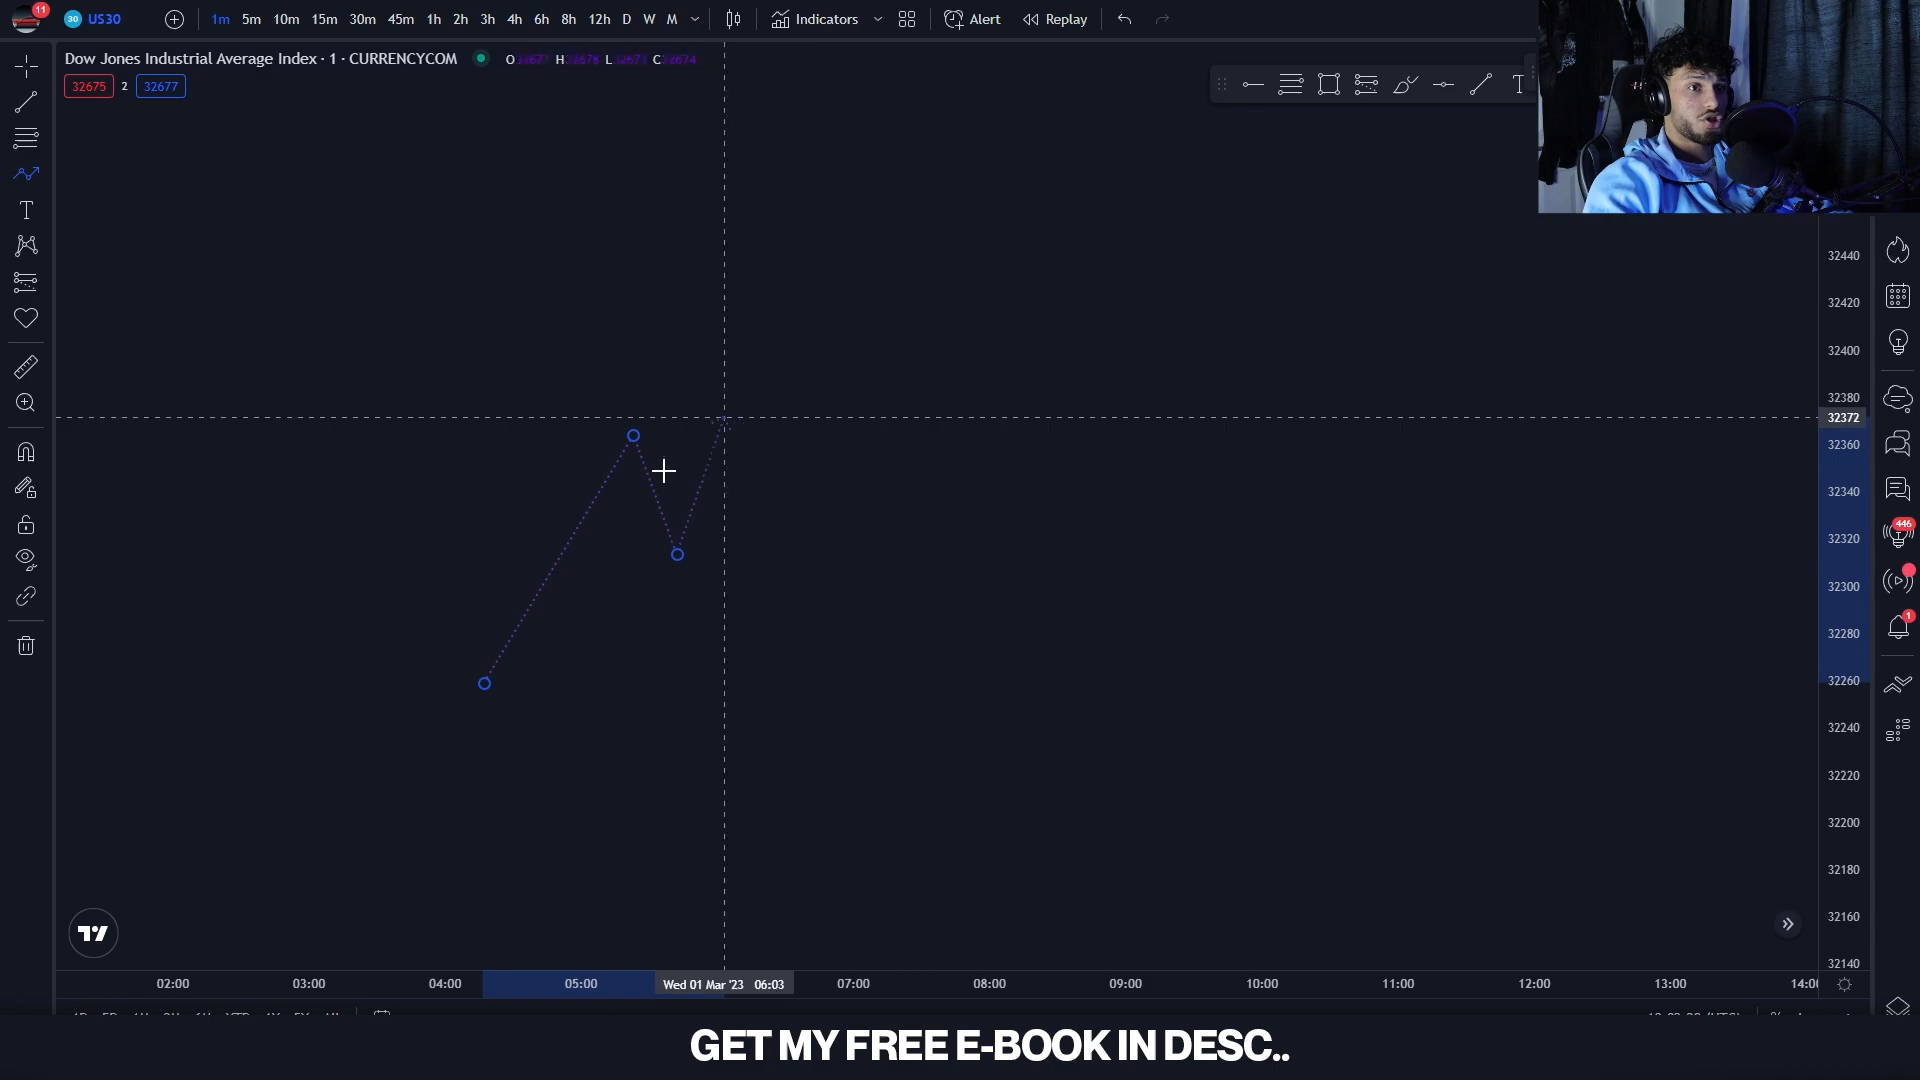 11
30 US30
1m 5m 10m 15m 30m 45m 1h 2h 3h 4h 6h 8h 12h D W M
Indicators
Alert
Replay
Dow Jones Industrial Average Index · 1 · CURRENCYCOM
O H L C
32675 2 32677
T
T
32440
32420
32400
32380
32372
32360
32340
32320
32300
32280
32260
32240
32220
32200
32180
32160
32140
446
1
02:00 03:00 04:00 05:00 Wed 01 Mar '23 06:03 07:00 08:00 09:00 10:00 11:00 12:00 13:00
GET MY FREE E-BOOK IN DESC..